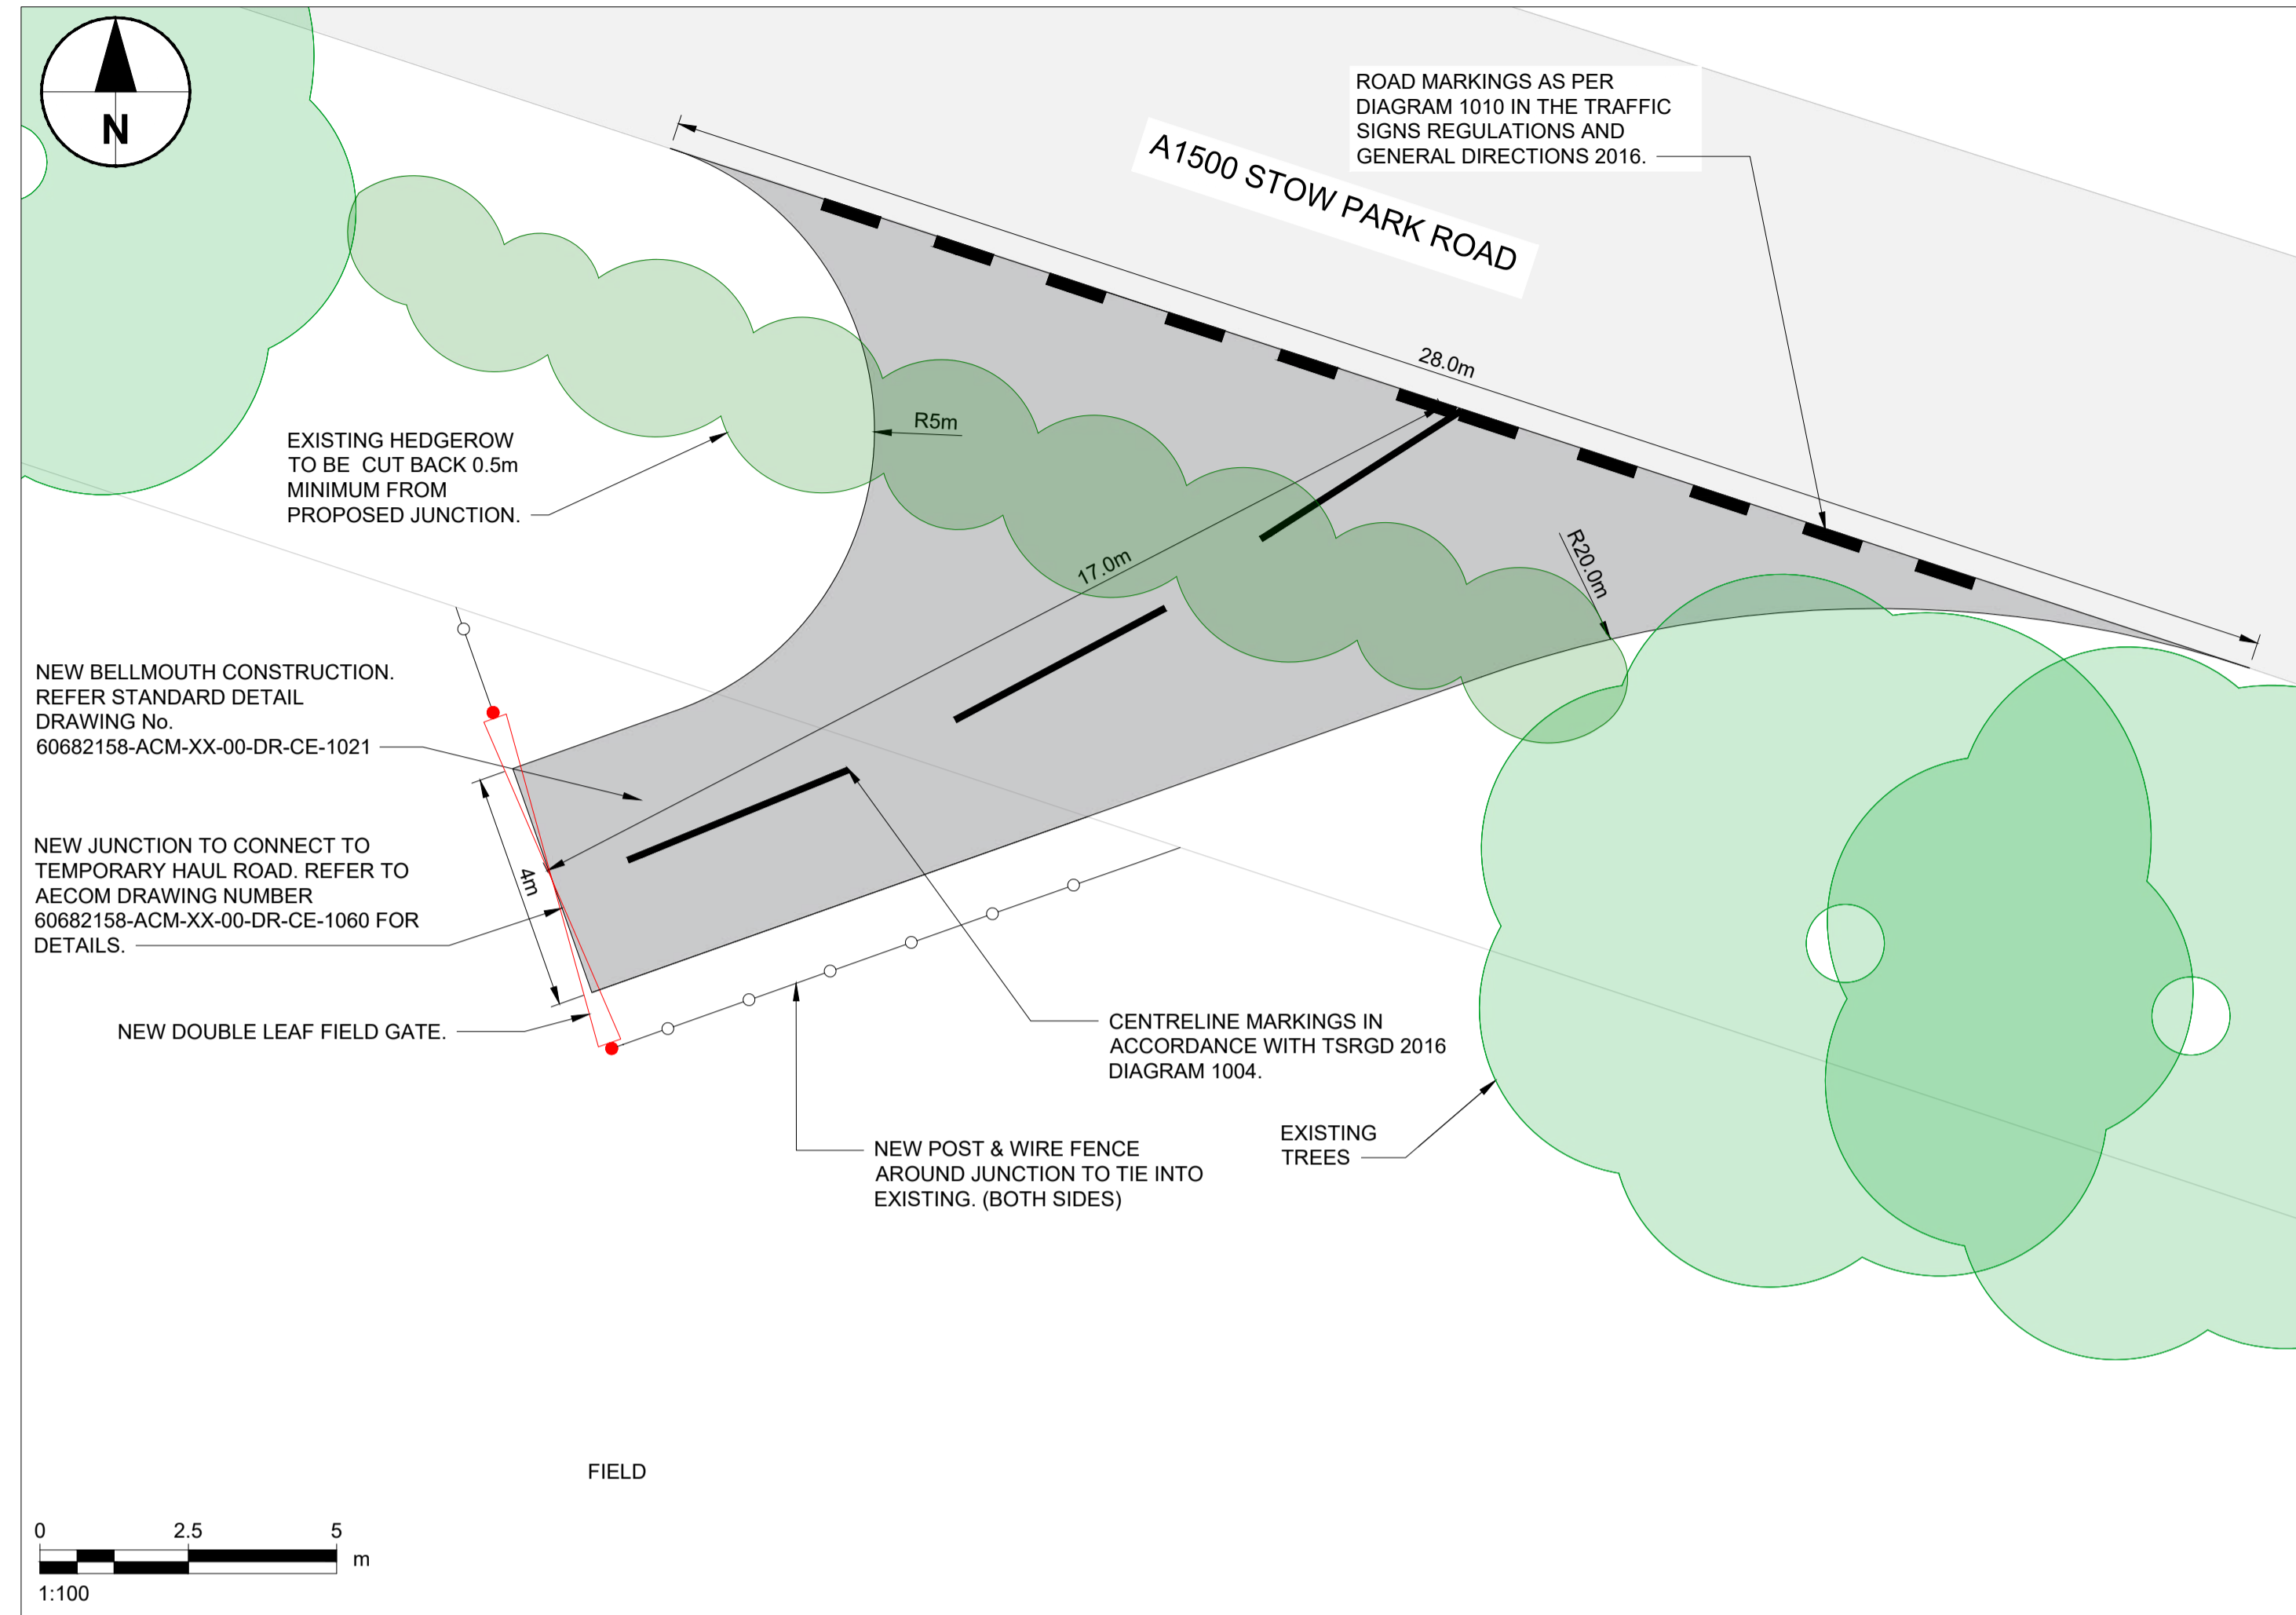 N
ROAD MARKINGS AS PER
DIAGRAM 1010 IN THE TRAFFIC
SIGNS REGULATIONS AND
GENERAL DIRECTIONS 2016.
A1500 STOW PARK ROAD
28.0m
R5m
EXISTING HEDGEROW
TO BE CUT BACK 0.5m
MINIMUM FROM
PROPOSED JUNCTION.
17.0m
R20.0m
NEW BELLMOUTH CONSTRUCTION.
REFER STANDARD DETAIL
DRAWING No.
60682158-ACM-XX-00-DR-CE-1021
4m
NEW JUNCTION TO CONNECT TO
TEMPORARY HAUL ROAD. REFER TO
AECOM DRAWING NUMBER
60682158-ACM-XX-00-DR-CE-1060 FOR
DETAILS.
NEW DOUBLE LEAF FIELD GATE.
CENTRELINE MARKINGS IN
ACCORDANCE WITH TSRGD 2016
DIAGRAM 1004.
EXISTING
TREES
NEW POST & WIRE FENCE
AROUND JUNCTION TO TIE INTO
EXISTING. (BOTH SIDES)
FIELD
0 2.5 5
m
1:100